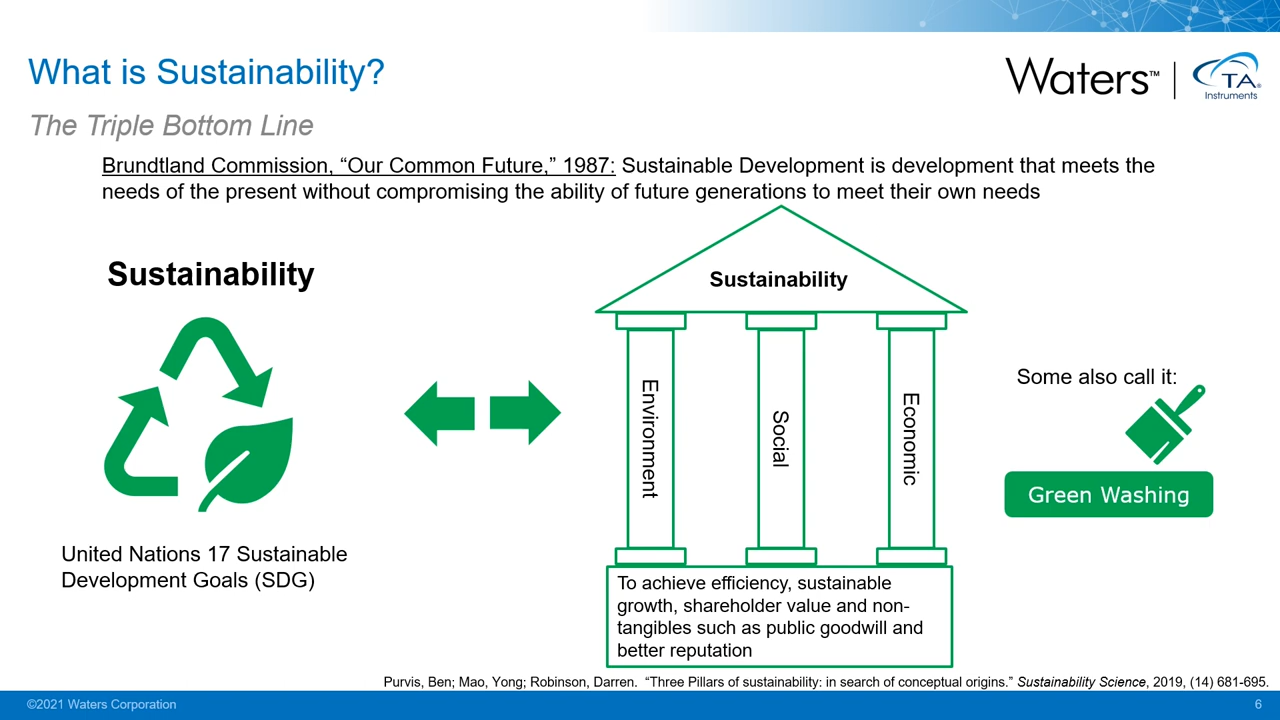 What is Sustainability?
Waters™
TA®
Instruments
The Triple Bottom Line
Brundtland Commission, “Our Common Future,” 1987: Sustainable Development is development that meets the
needs of the present without compromising the ability of future generations to meet their own needs
Sustainability
United Nations 17 Sustainable
Development Goals (SDG)
Sustainability
Environment
Social
Economic
To achieve efficiency, sustainable
growth, shareholder value and non-
tangibles such as public goodwill and
better reputation
Some also call it:
Green Washing
Purvis, Ben; Mao, Yong; Robinson, Darren. “Three Pillars of sustainability: in search of conceptual origins.” Sustainability Science, 2019, (14) 681-695.
©2021 Waters Corporation
6